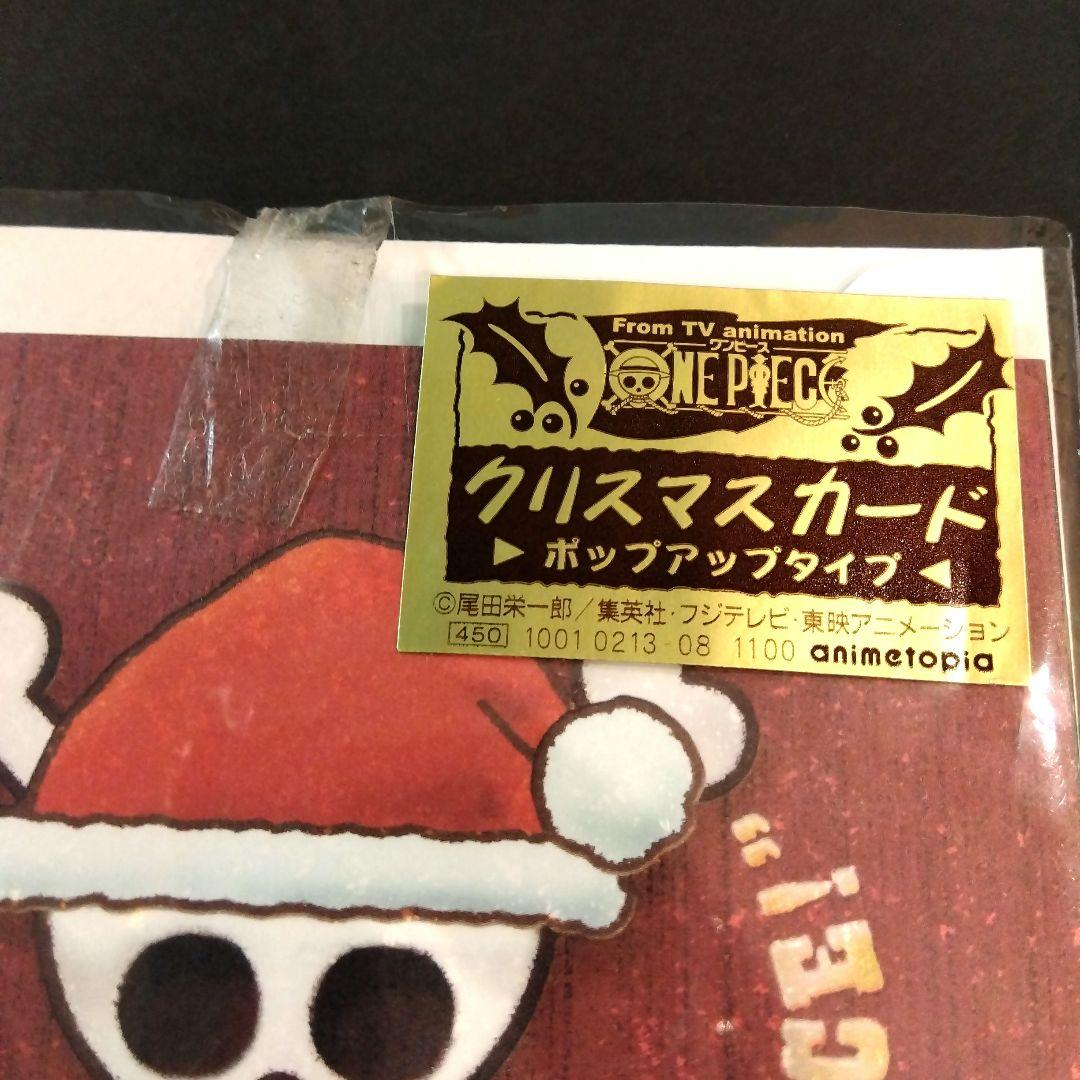 From TV animation
ワンピース
ONE PIECE
クリスマスカード
▶ ポップアップタイプ ◀
©尾田栄一郎/集英社・フジテレビ・東映アニメーション
450 1001 0213-08 1100 animetopia
“
CE!